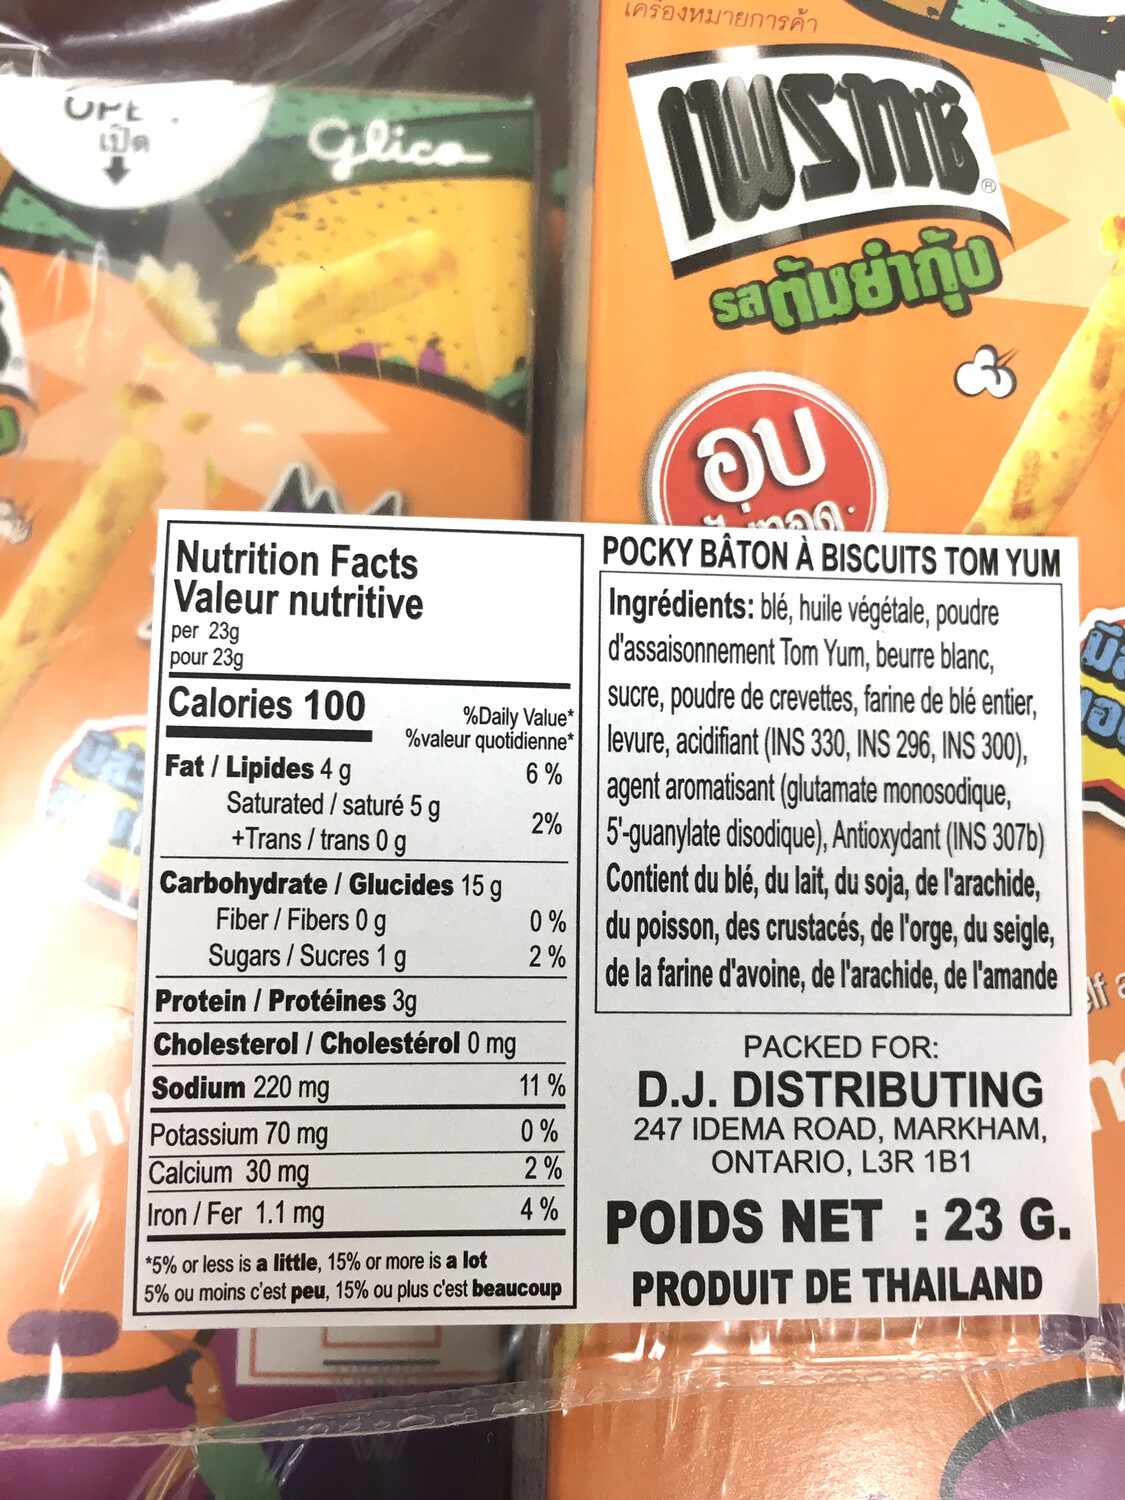 เครื่องหมายการค้า
เปิด
Glico
เพรทซ®
รสต้มยำกุ้ง
อบ
Nutrition Facts
Valeur nutritive
per 23g
pour 23g
Calories 100
%Daily Value*
%valeur quotidienne*
Fat / Lipides 4 g 6 %
Saturated / saturé 5 g
+Trans / trans 0 g 2%
Carbohydrate / Glucides 15 g
Fiber / Fibers 0 g 0 %
Sugars / Sucres 1 g 2 %
Protein / Protéines 3g
Cholesterol / Cholestérol 0 mg
Sodium 220 mg 11 %
Potassium 70 mg 0 %
Calcium 30 mg 2 %
Iron / Fer 1.1 mg 4 %
*5% or less is a little, 15% or more is a lot
5% ou moins c'est peu, 15% ou plus c'est beaucoup
POCKY BÂTON À BISCUITS TOM YUM
Ingrédients: blé, huile végétale, poudre
d'assaisonnement Tom Yum, beurre blanc,
sucre, poudre de crevettes, farine de blé entier,
levure, acidifiant (INS 330, INS 296, INS 300),
agent aromatisant (glutamate monosodique,
5'-guanylate disodique), Antioxydant (INS 307b)
Contient du blé, du lait, du soja, de l'arachide,
du poisson, des crustacés, de l'orge, du seigle,
de la farine d'avoine, de l'arachide, de l'amande
PACKED FOR:
D.J. DISTRIBUTING
247 IDEMA ROAD, MARKHAM,
ONTARIO, L3R 1B1
POIDS NET : 23 G.
PRODUIT DE THAILAND